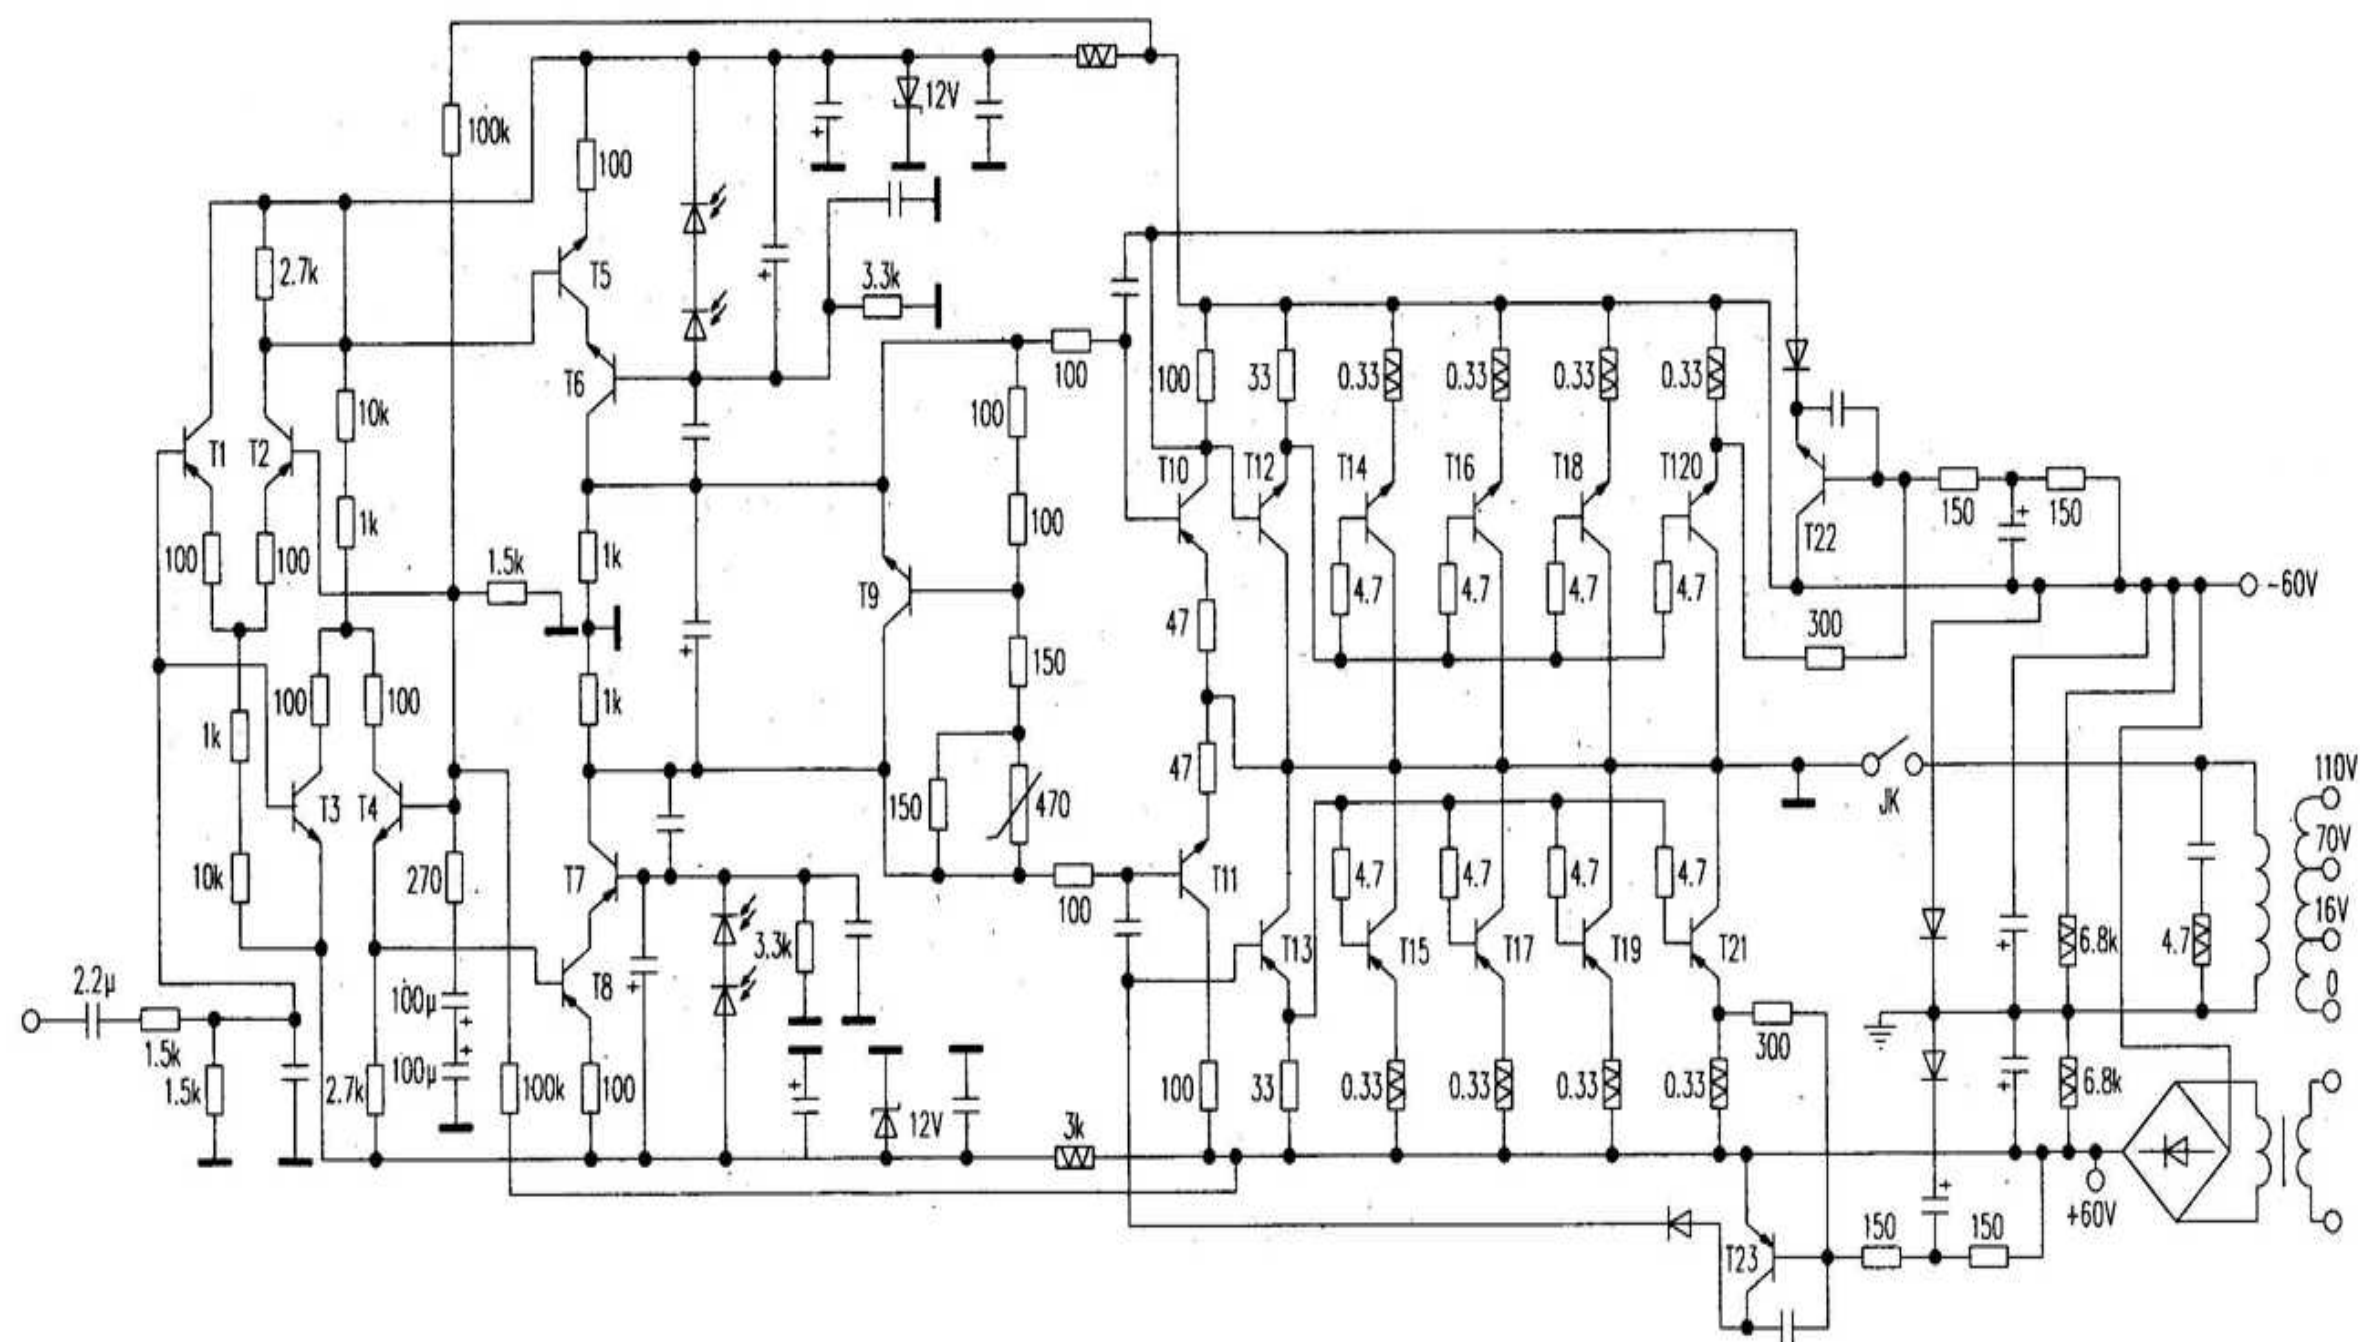 100k
12V
100
2.7k
T5
3.3k
T6
100
100
100
33
0.33
0.33
0.33
0.33
10k
T1
T2
T10
T12
T14
T16
T18
T120
1k
100
T22
150
150
100
100
1.5k
1k
T9
4.7
4.7
4.7
4.7
~60V
47
300
150
100
100
1k
1k
47
JK
110V
T3
T4
150
470
70V
10k
270
T7
T11
4.7
4.7
4.7
4.7
16V
100
3.3k
T13
T15
T17
T19
T21
6.8k
4.7
2.2μ
100μ
T8
0
1.5k
300
1.5k
100μ
2.7k
100k
100
12V
3k
100
33
0.33
0.33
0.33
0.33
6.8k
+60V
T23
150
150